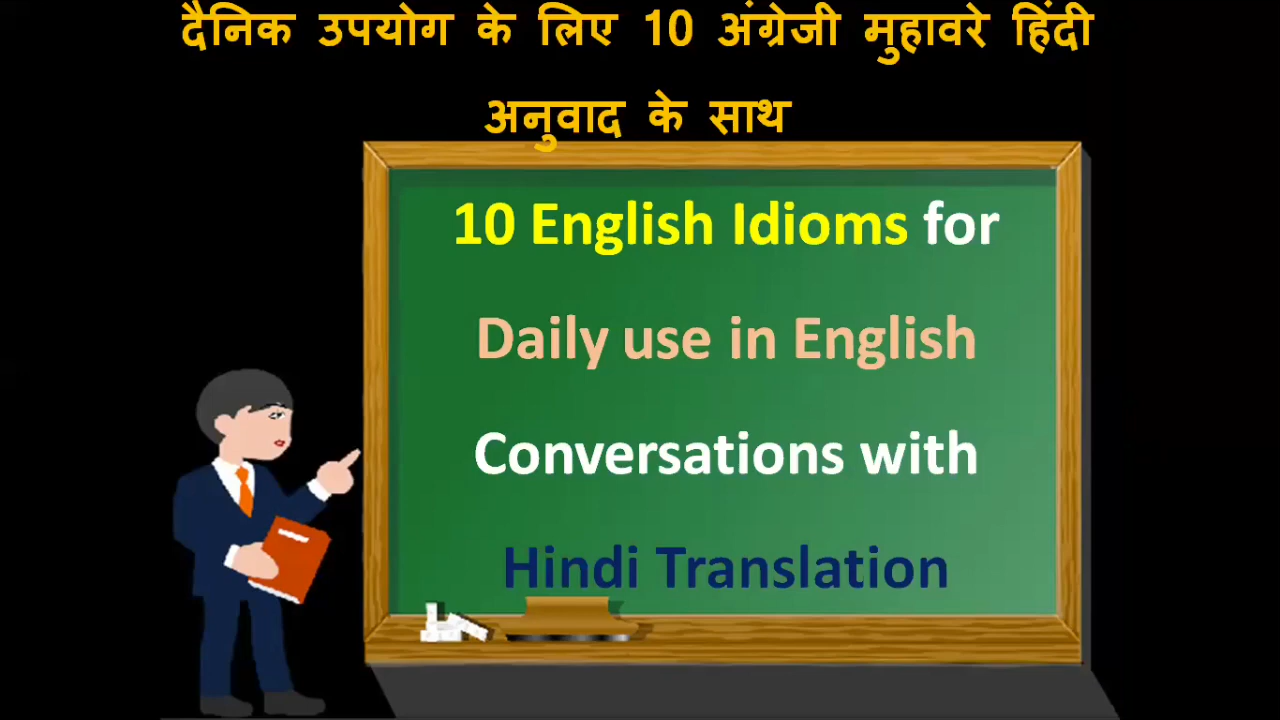 दैनिक उपयोग के लिए 10 अंग्रेजी मुहावरे हिंदी
अनुवाद के साथ
10 English Idioms for
Daily use in English
Conversations with
Hindi Translation